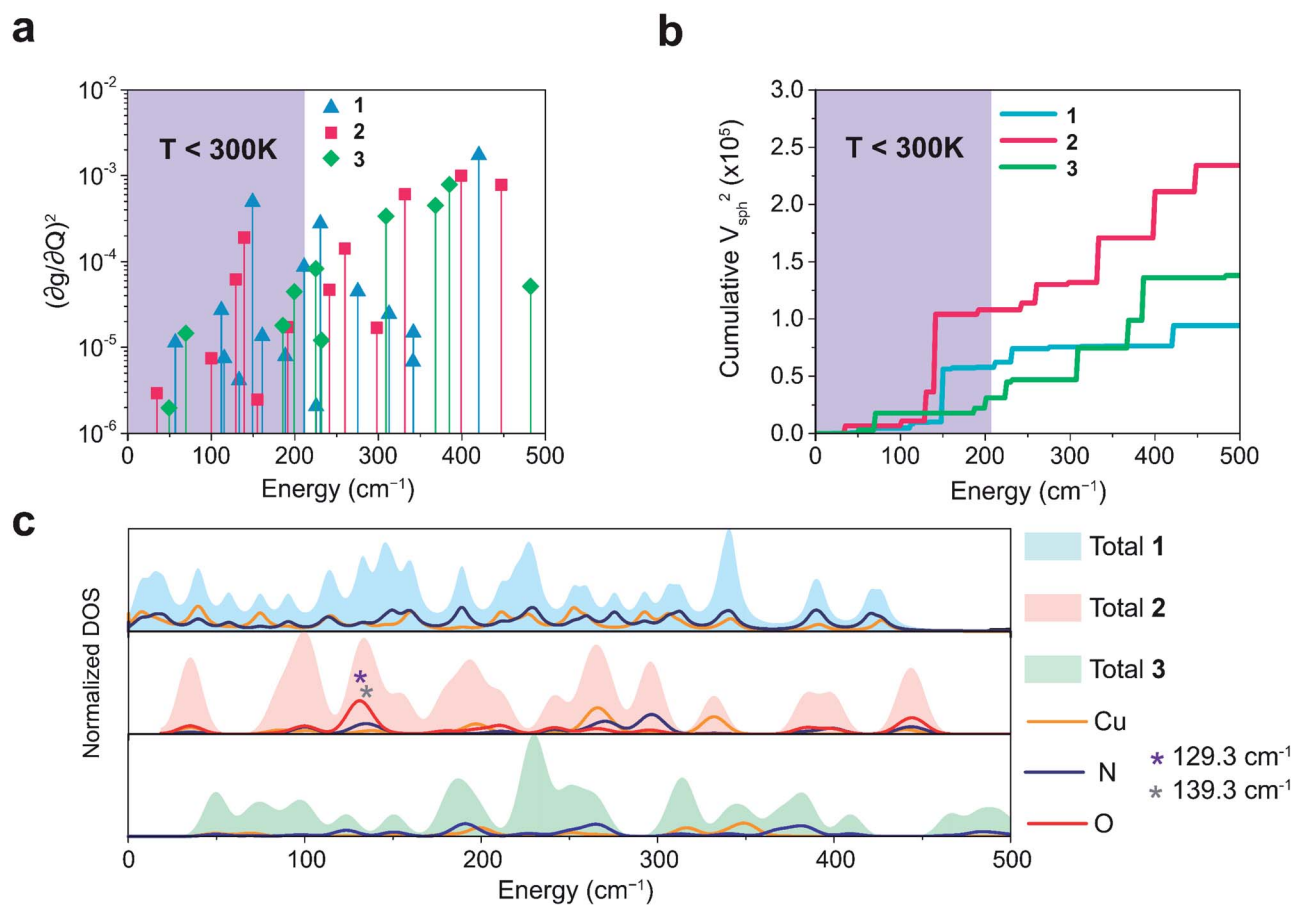 a
10⁻²
10⁻³
10⁻⁴
10⁻⁵
10⁻⁶
(∂g/∂Q)²
T < 300K
1
2
3
0 100 200 300 400 500
Energy (cm⁻¹)
b
3.0
2.5
2.0
1.5
1.0
0.5
0.0
Cumulative Vsph² (x10⁵)
T < 300K
1
2
3
0 100 200 300 400 500
Energy (cm⁻¹)
c
Normalized DOS
*
*
0 100 200 300 400 500
Energy (cm⁻¹)
Total 1
Total 2
Total 3
Cu
N
O
* 129.3 cm⁻¹
* 139.3 cm⁻¹